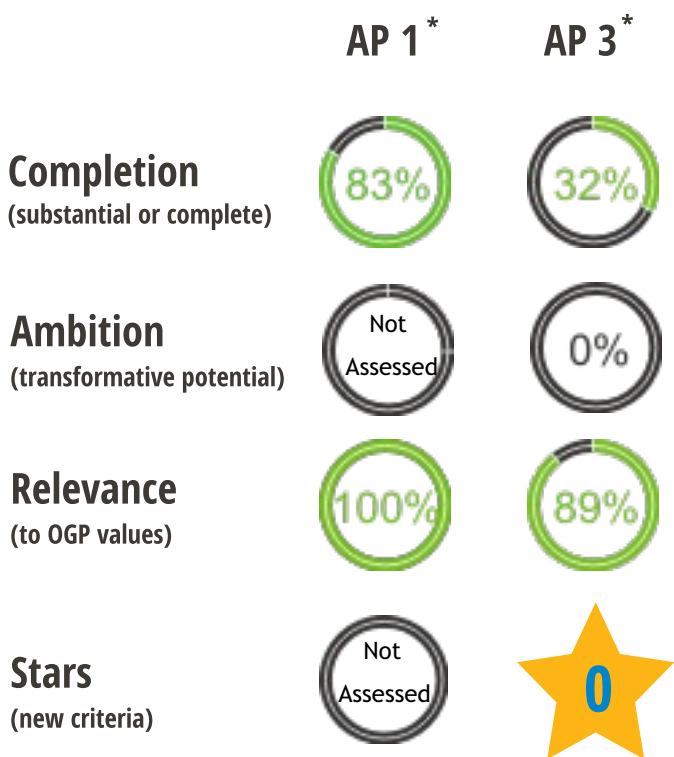 AP 1 * AP 3 *
Completion
(substantial or complete)
83% 32%
Ambition
(transformative potential)
Not
Assessed
0%
Relevance
(to OGP values)
100% 89%
Stars
(new criteria)
Not
Assessed
0